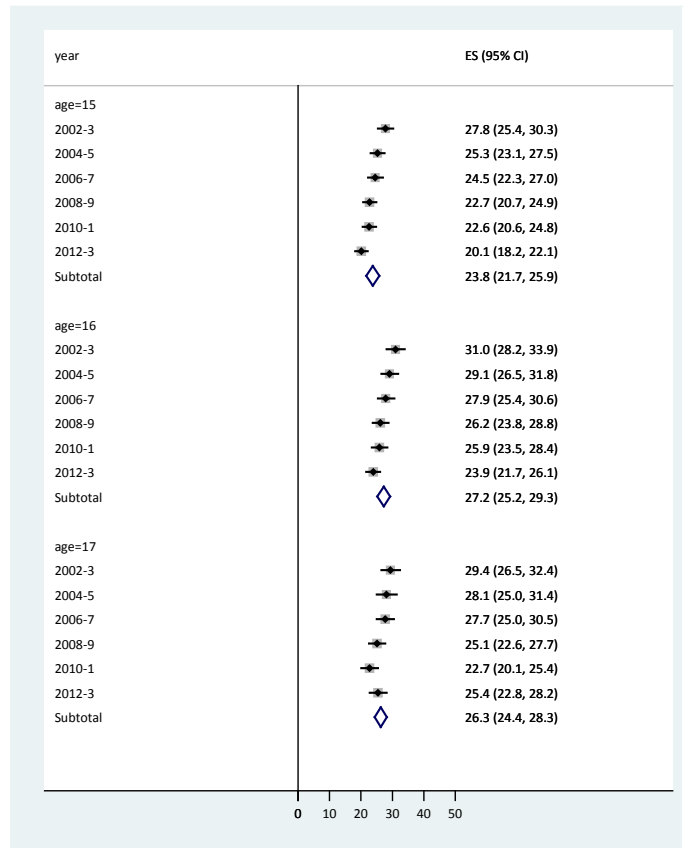 year ES (95% CI)
age=15
2002-3 27.8 (25.4, 30.3)
2004-5 25.3 (23.1, 27.5)
2006-7 24.5 (22.3, 27.0)
2008-9 22.7 (20.7, 24.9)
2010-1 22.6 (20.6, 24.8)
2012-3 20.1 (18.2, 22.1)
Subtotal 23.8 (21.7, 25.9)
age=16
2002-3 31.0 (28.2, 33.9)
2004-5 29.1 (26.5, 31.8)
2006-7 27.9 (25.4, 30.6)
2008-9 26.2 (23.8, 28.8)
2010-1 25.9 (23.5, 28.4)
2012-3 23.9 (21.7, 26.1)
Subtotal 27.2 (25.2, 29.3)
age=17
2002-3 29.4 (26.5, 32.4)
2004-5 28.1 (25.0, 31.4)
2006-7 27.7 (25.0, 30.5)
2008-9 25.1 (22.6, 27.7)
2010-1 22.7 (20.1, 25.4)
2012-3 25.4 (22.8, 28.2)
Subtotal 26.3 (24.4, 28.3)
0 10 20 30 40 50